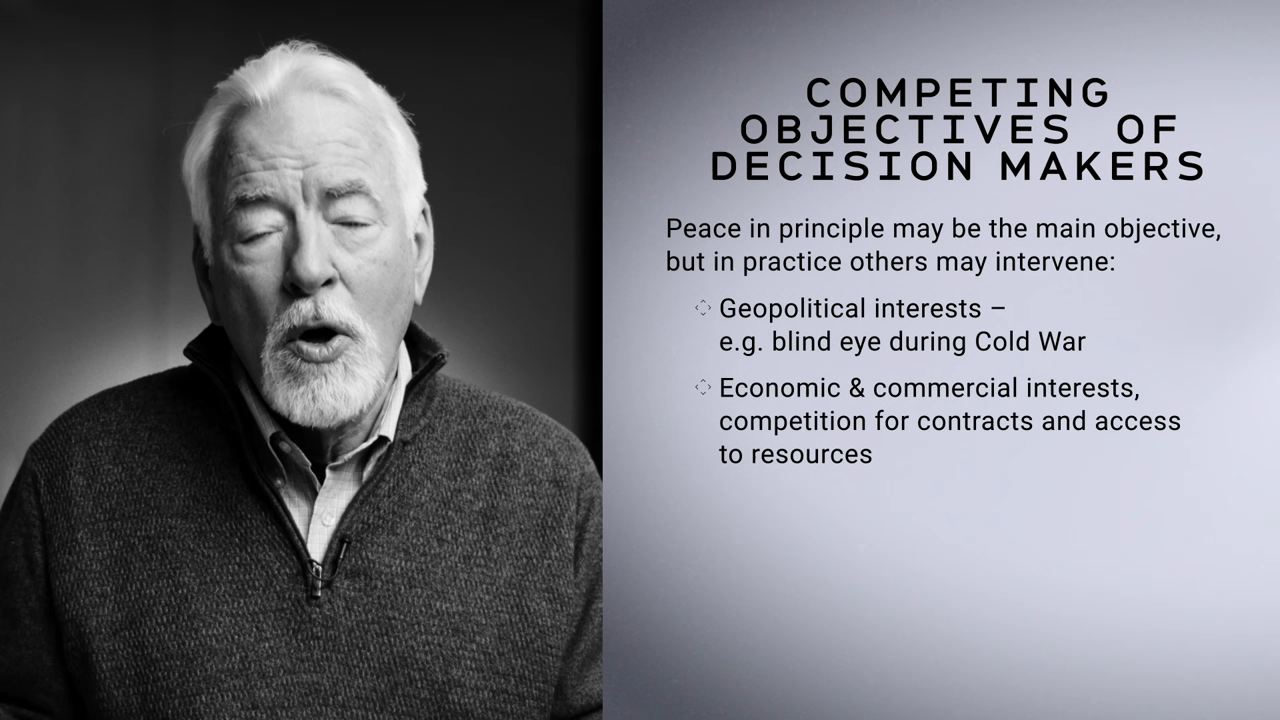 COMPETING
OBJECTIVES OF
DECISION MAKERS
Peace in principle may be the main objective,
but in practice others may intervene:
Geopolitical interests –
e.g. blind eye during Cold War
Economic & commercial interests,
competition for contracts and access
to resources